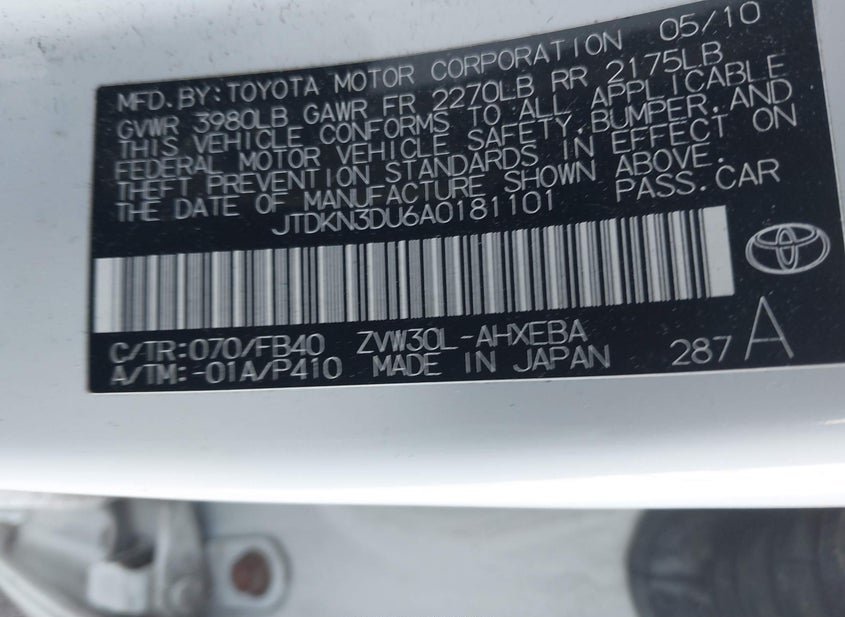 MFD.BY:TOYOTA MOTOR CORPORATION 05/10
GVWR 3980LB GAWR FR 2270LB RR 2175LB
THIS VEHICLE CONFORMS TO ALL APPLICABLE
FEDERAL MOTOR VEHICLE SAFETY,BUMPER,AND
THEFT PREVENTION STANDARDS IN EFFECT ON
THE DATE OF MANUFACTURE SHOWN ABOVE.
JTDKN3DU6A0181101 PASS.CAR
C/TR:070/FB40 ZVW30L-AHXEBA
A/TM:-01A/P410 MADE IN JAPAN 287 A